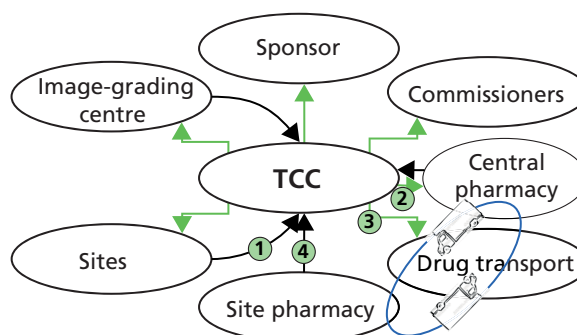 Sponsor
Image-grading
centre
Commissioners
TCC
Central
pharmacy
2
3
1
4
Sites
Drug transport
Site pharmacy